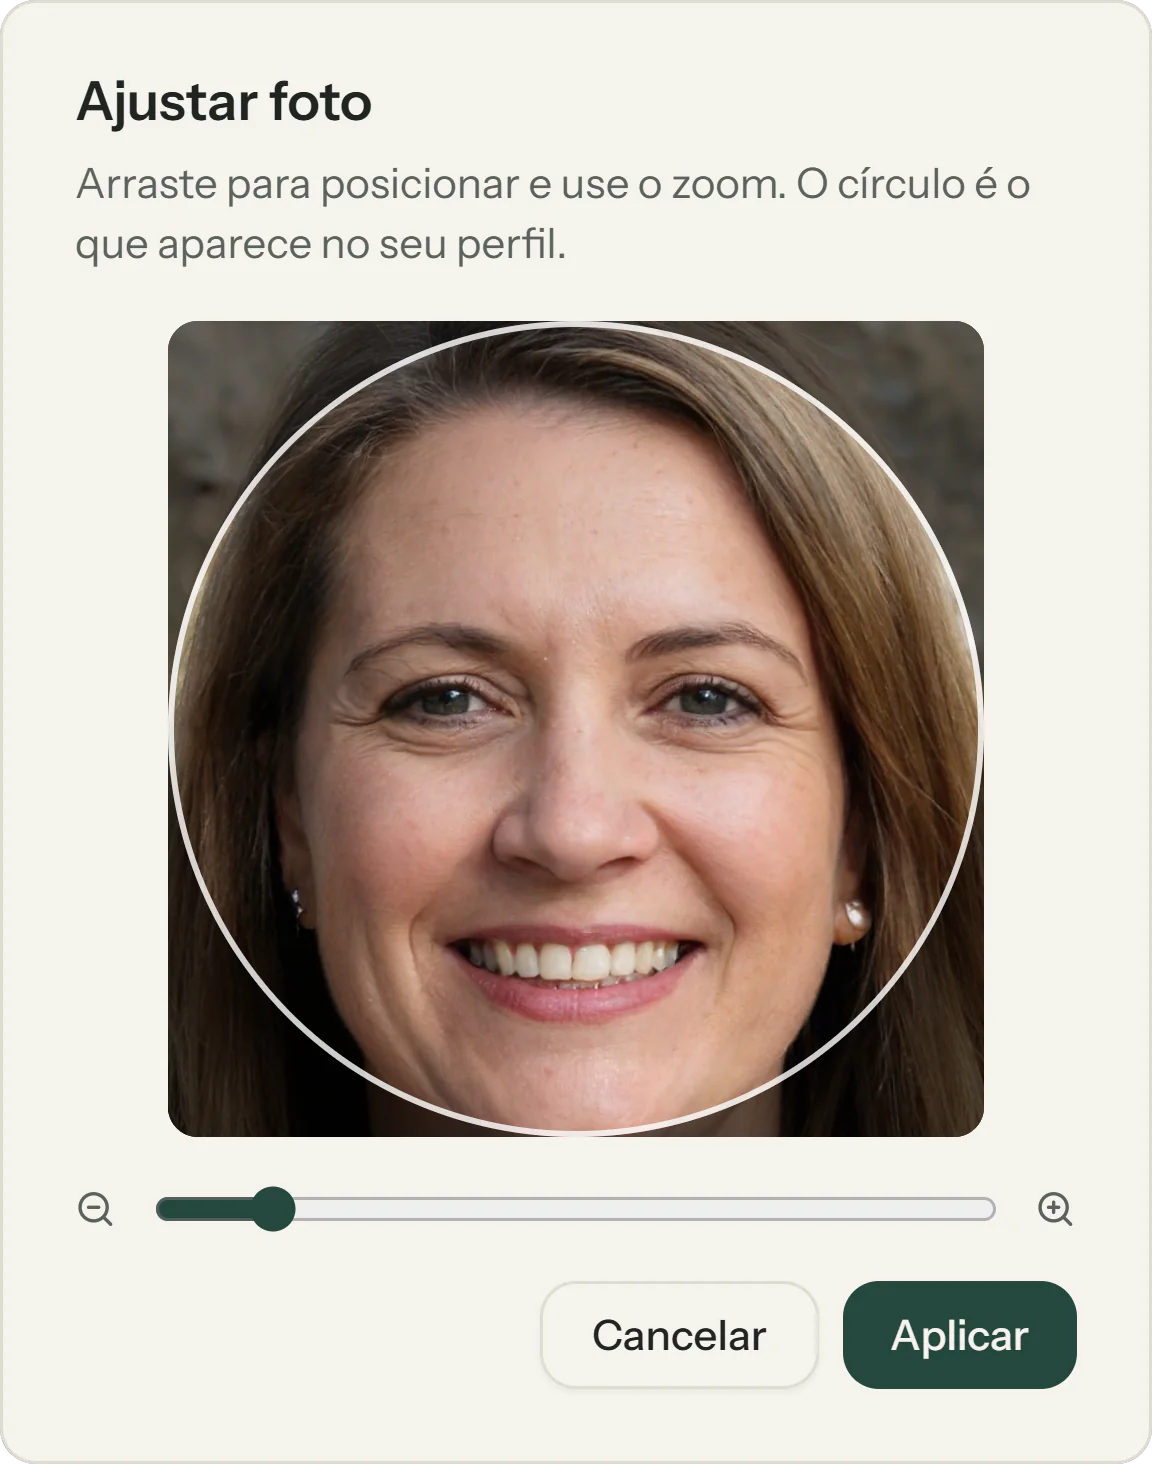 Ajustar foto
Arraste para posicionar e use o zoom. O círculo é o
que aparece no seu perfil.
Cancelar
Aplicar